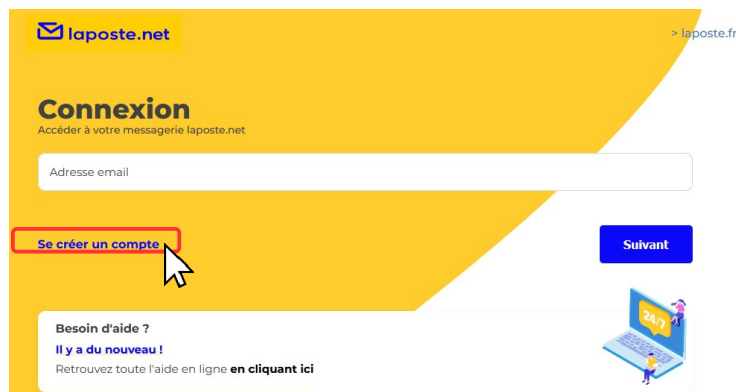 laposte.net
> laposte.fr
Connexion
Accéder à votre messagerie laposte.net
Adresse email
Se créer un compte
Suivant
Besoin d'aide ?
Il y a du nouveau !
Retrouvez toute l'aide en ligne en cliquant ici
24/7